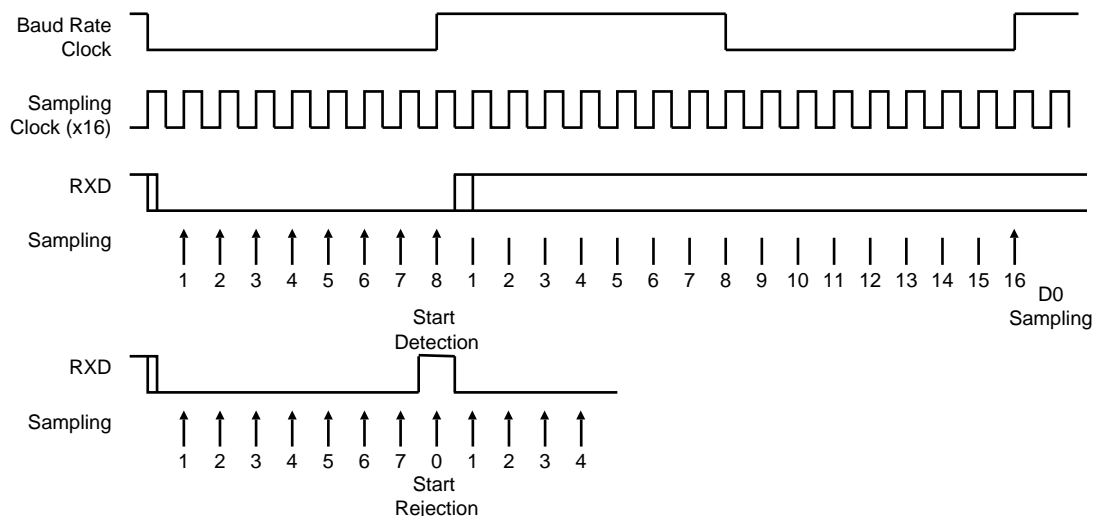 Baud Rate
Clock
Sampling
Clock (x16)
RXD
Sampling
1 2 3 4 5 6 7 8 1 2 3 4 5 6 7 8 9 10 11 12 13 14 15 16
D0
Sampling
Start
Detection
RXD
Sampling
1 2 3 4 5 6 7 0 1 2 3 4
Start
Rejection